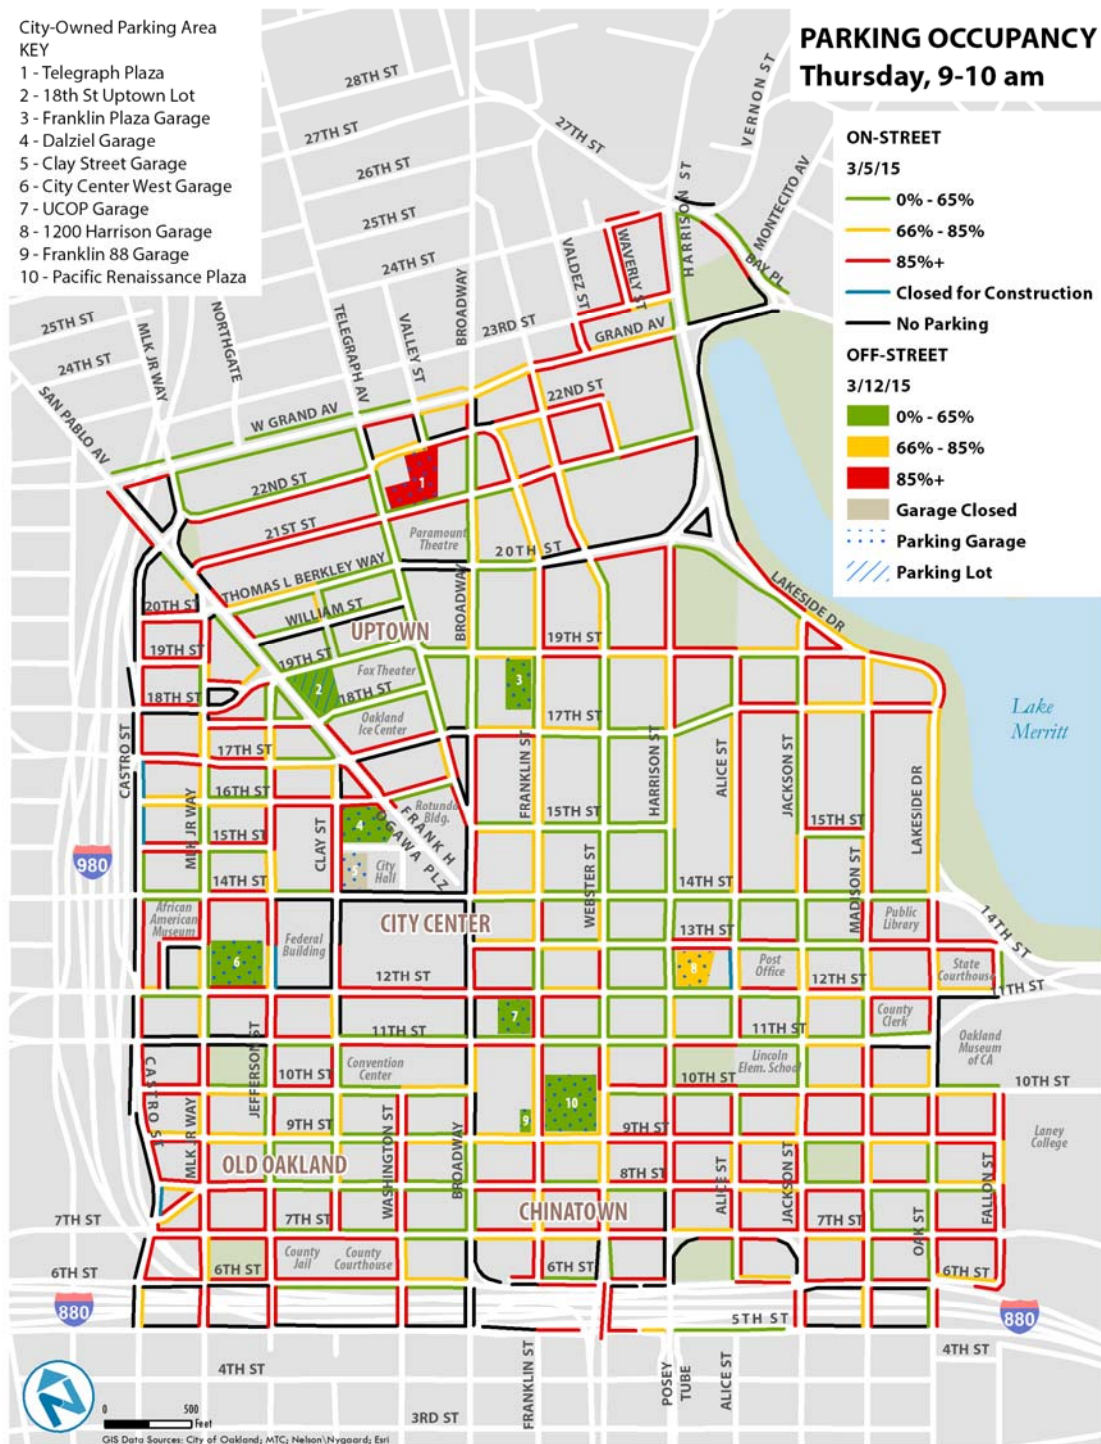 City-Owned Parking Area
KEY
1 - Telegraph Plaza
2 - 18th St Uptown Lot
3 - Franklin Plaza Garage
4 - Dalziel Garage
5 - Clay Street Garage
6 - City Center West Garage
7 - UCOP Garage
8 - 1200 Harrison Garage
9 - Franklin 88 Garage
10 - Pacific Renaissance Plaza
PARKING OCCUPANCY
Thursday, 9-10 am
ON-STREET
3/5/15
0% - 65%
66% - 85%
85%+
Closed for Construction
No Parking
OFF-STREET
3/12/15
0% - 65%
66% - 85%
85%+
Garage Closed
Parking Garage
Parking Lot
28TH ST
27TH ST
27TH ST
26TH ST
25TH ST
24TH ST
23RD ST
VERNON ST
MONTECITO AV
HARRISON ST
BAY PL
WAVERLY ST
VALDEZ ST
GRAND AV
BROADWAY
VALLEY ST
TELEGRAPH AV
NORTHGATE
MLK JR WAY
25TH ST
24TH ST
SAN PABLO AV
W GRAND AV
22ND ST
22ND ST
1
21ST ST
Paramount
Theatre
20TH ST
THOMAS L BERKLEY WAY
WILLIAM ST
UPTOWN
BROADWAY
LAKESIDE DR
20TH ST
19TH ST
19TH ST
19TH ST
Fox Theater
18TH ST
2
18TH ST
3
Oakland
Ice Center
17TH ST
17TH ST
Lake
Merritt
CASTRO ST
FRANKLIN ST
HARRISON ST
ALICE ST
JACKSON ST
LAKESIDE DR
16TH ST
MLK JR WAY
15TH ST
CLAY ST
4
Rotunda
Bldg.
FRANK H
OGAWA PLZ
15TH ST
15TH ST
980
5
City
Hall
14TH ST
WEBSTER ST
14TH ST
MADISON ST
14TH ST
African
American
Museum
CITY CENTER
13TH ST
Public
Library
Federal
Building
6
12TH ST
8
Post
Office
12TH ST
State
Courthouse
11TH ST
7
11TH ST
11TH ST
County
Clerk
JEFFERSON ST
Oakland
Museum
of CA
Convention
Center
Lincoln
Elem. School
CASTRO ST
10TH ST
10TH ST
10TH ST
10
9
MLK JR WAY
9TH ST
9TH ST
Laney
College
WASHINGTON ST
BROADWAY
OLD OAKLAND
8TH ST
ALICE ST
JACKSON ST
OAK ST
FALLON ST
CHINATOWN
7TH ST
7TH ST
7TH ST
6TH ST
6TH ST
County
Jail
County
Courthouse
6TH ST
6TH ST
880
880
5TH ST
4TH ST
4TH ST
FRANKLIN ST
POSEY
TUBE
ALICE ST
3RD ST
Z
0
500
Feet
GIS Data Sources: City of Oakland; MTC; Nelson\Nygaard; Esri